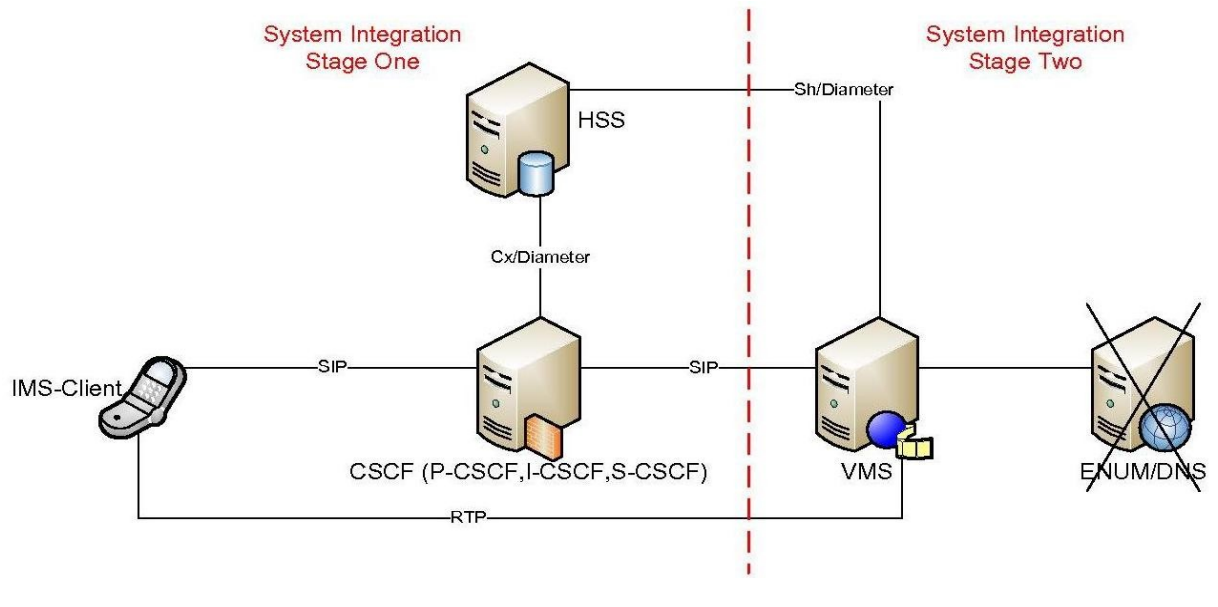 System Integration
Stage One
System Integration
Stage Two
Sh/Diameter
HSS
Cx/Diameter
SIP
SIP
IMS-Client
CSCF (P-CSCF,I-CSCF,S-CSCF)
VMS
ENUM/DNS
RTP